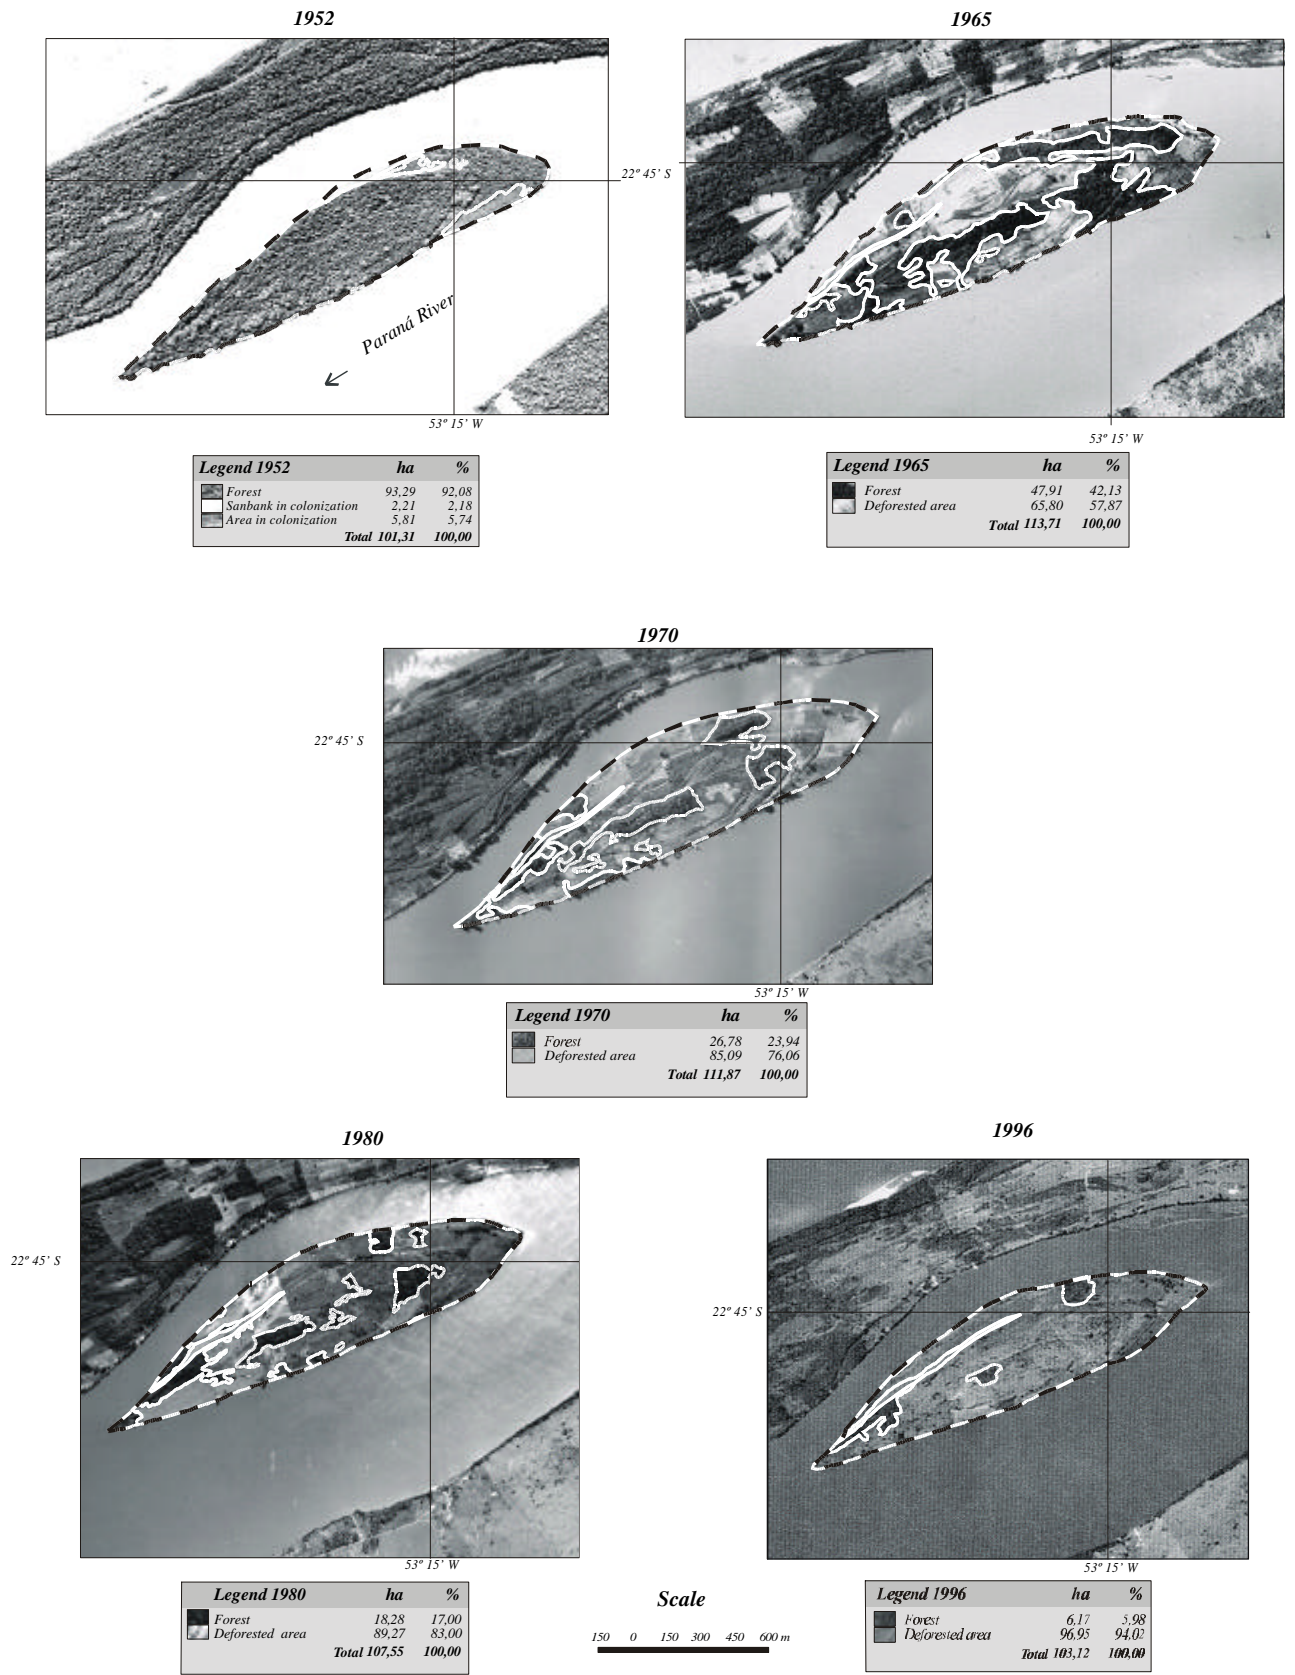 1952
1965
22º 45' S
Paraná River
53º 15' W
53º 15' W
Legend 1952 ha %
Forest 93,29 92,08
Sanbank in colonization 2,21 2,18
Area in colonization 5,81 5,74
Total 101,31 100,00
Legend 1965 ha %
Forest 47,91 42,13
Deforested area 65,80 57,87
Total 113,71 100,00
1970
22º 45' S
53º 15' W
Legend 1970 ha %
Forest 26,78 23,94
Deforested area 85,09 76,06
Total 111,87 100,00
1980
1996
22º 45' S
22º 45' S
53º 15' W
53º 15' W
Legend 1980 ha %
Forest 18,28 17,00
Deforested area 89,27 83,00
Total 107,55 100,00
Scale
150 0 150 300 450 600 m
Legend 1996 ha %
Forest 6,17 5,98
Deforested area 96,95 94,02
Total 103,12 100,00